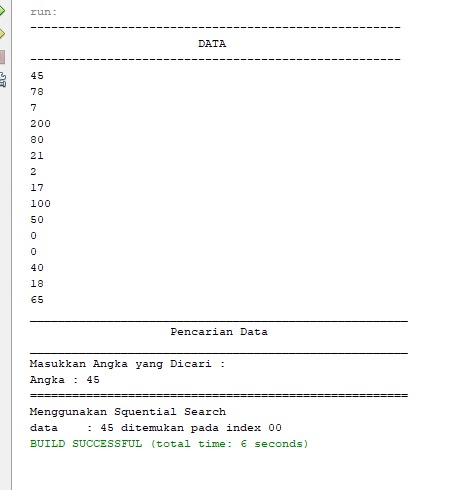 run:
-----------------------------------------------------
DATA
-----------------------------------------------------
45
78
7
200
80
21
2
17
100
50
0
0
40
18
65
______________________________________________________
Pencarian Data
______________________________________________________
Masukkan Angka yang Dicari :
Angka : 45
======================================================
Menggunakan Squential Search
data    : 45 ditemukan pada index 00
BUILD SUCCESSFUL (total time: 6 seconds)